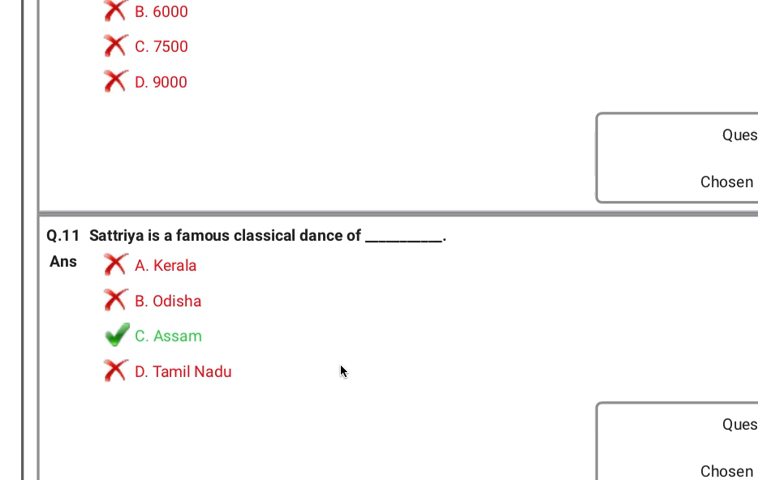 B. 6000
C. 7500
D. 9000
Ques
Chosen
Q.11 Sattriya is a famous classical dance of __________.
Ans
A. Kerala
B. Odisha
C. Assam
D. Tamil Nadu
Ques
Chosen